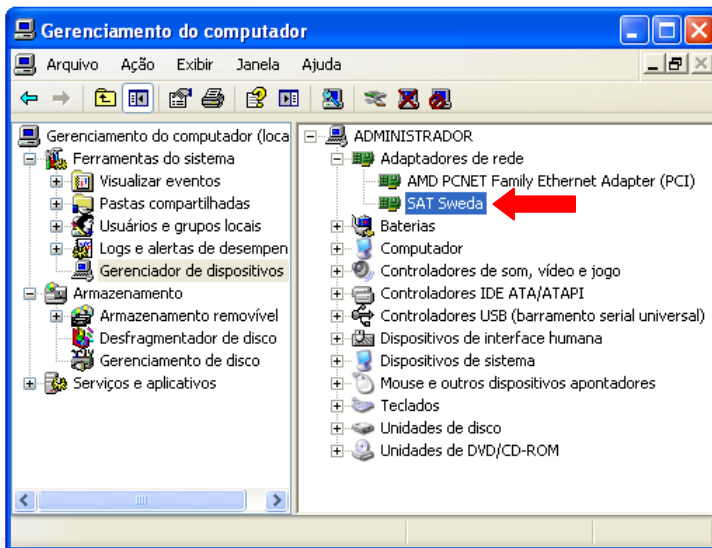 Gerenciamento do computador
Arquivo Ação Exibir Janela Ajuda
Gerenciamento do computador (loca
Ferramentas do sistema
Visualizar eventos
Pastas compartilhadas
Usuários e grupos locais
Logs e alertas de desempen
Gerenciador de dispositivos
Armazenamento
Armazenamento removível
Desfragmentador de disco
Gerenciamento de disco
Serviços e aplicativos
ADMINISTRADOR
Adaptadores de rede
AMD PCNET Family Ethernet Adapter (PCI)
SAT Sweda
Baterias
Computador
Controladores de som, vídeo e jogo
Controladores IDE ATA/ATAPI
Controladores USB (barramento serial universal)
Dispositivos de interface humana
Dispositivos de sistema
Mouse e outros dispositivos apontadores
Teclados
Unidades de disco
Unidades de DVD/CD-ROM